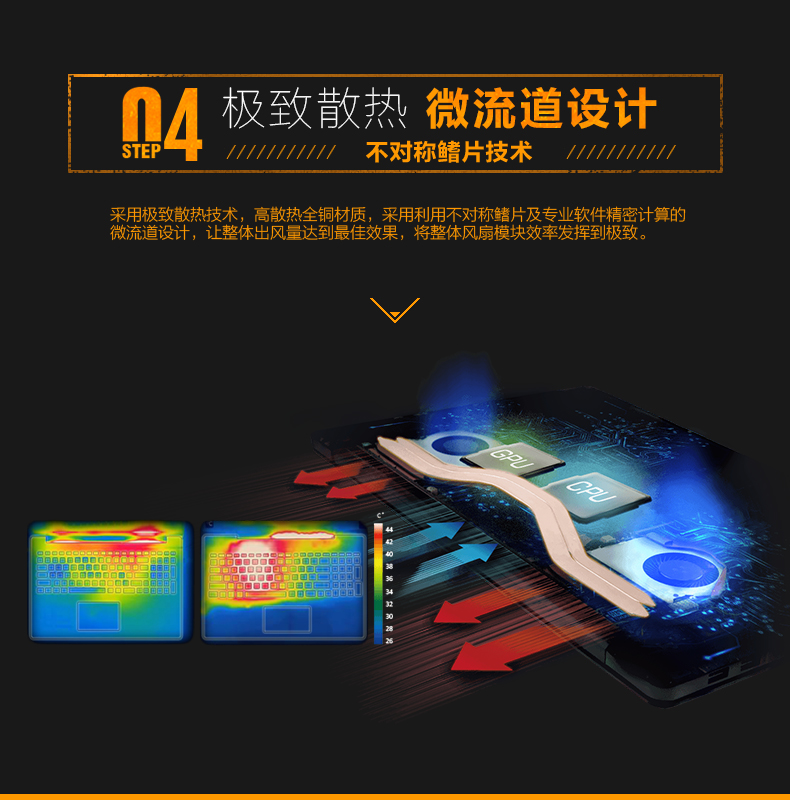 04 极致散热 微流道设计
STEP
不对称鳍片技术
采用极致散热技术，高散热全铜材质，采用利用不对称鳍片及专业软件精密计算的
微流道设计，让整体出风量达到最佳效果，将整体风扇模块效率发挥到极致。
GPU
CPU
C°
44
42
40
38
36
34
32
30
28
26